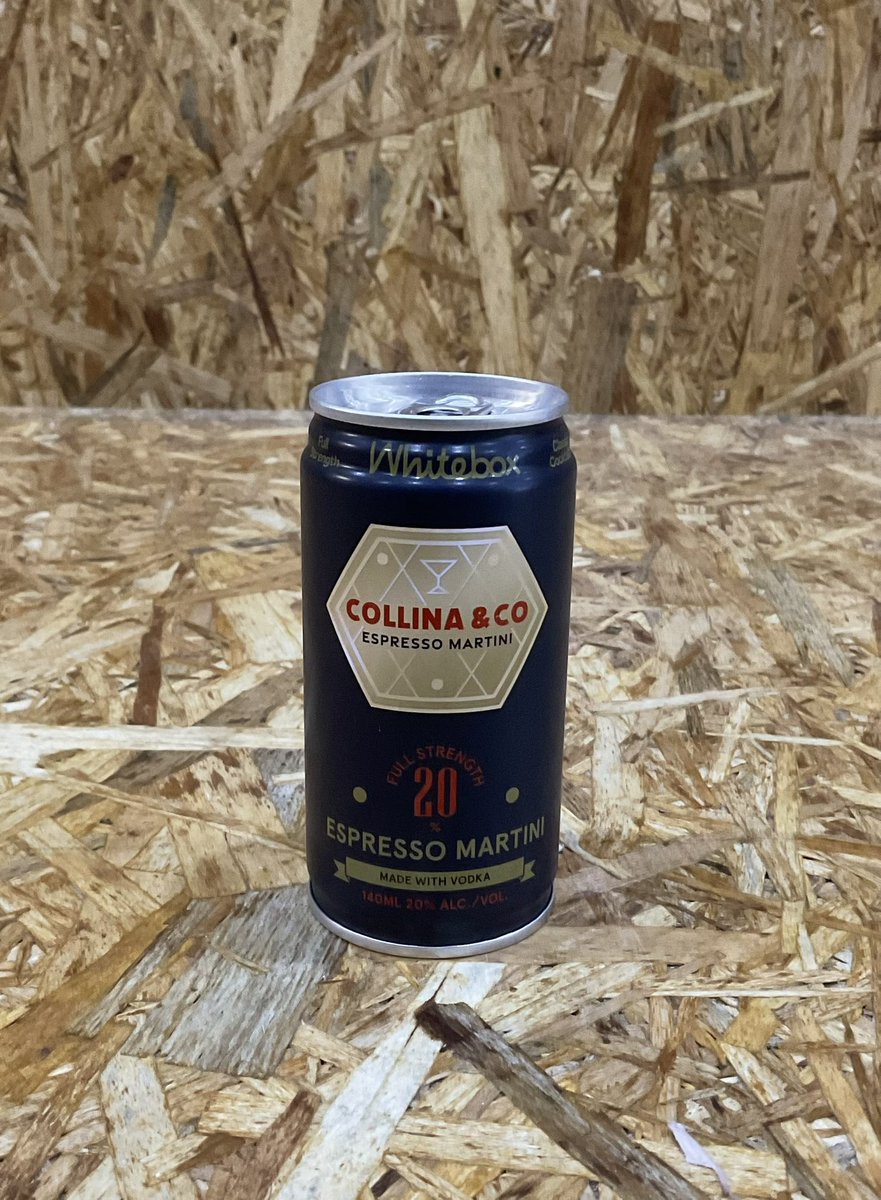 Full
Strength
Whitebox
COLLINA & CO
ESPRESSO MARTINI
FULL STRENGTH
20
%
ESPRESSO MARTINI
MADE WITH VODKA
140ML 20% ALC./VOL.